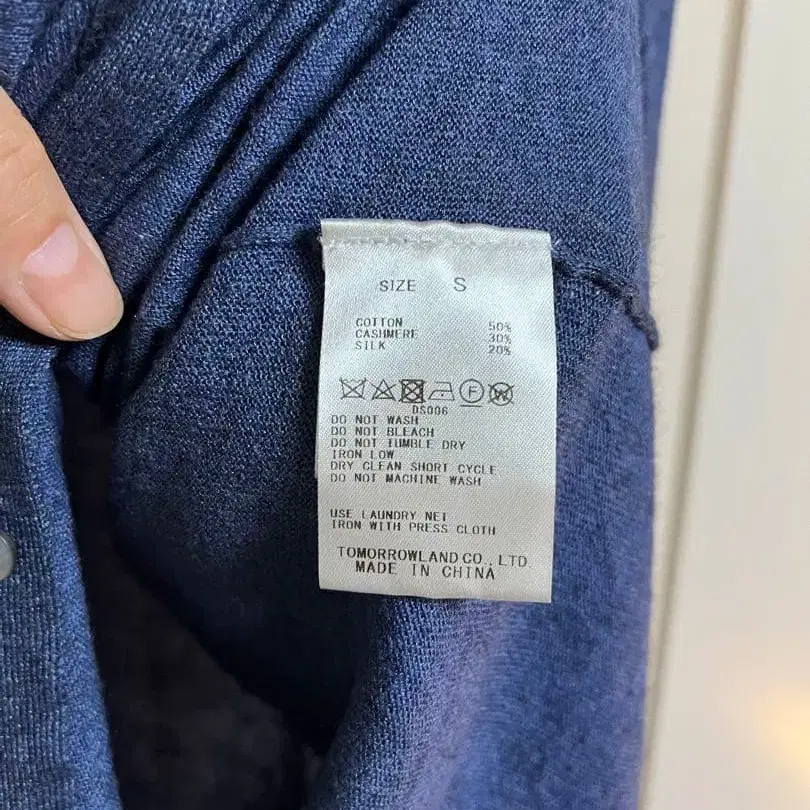 SIZE S
COTTON 50%
CASHMERE 30%
SILK 20%
F W
DS006
DO NOT WASH
DO NOT BLEACH
DO NOT TUMBLE DRY
IRON LOW
DRY CLEAN SHORT CYCLE
DO NOT MACHINE WASH
USE LAUNDRY NET
IRON WITH PRESS CLOTH
TOMORROWLAND CO., LTD.
MADE IN CHINA